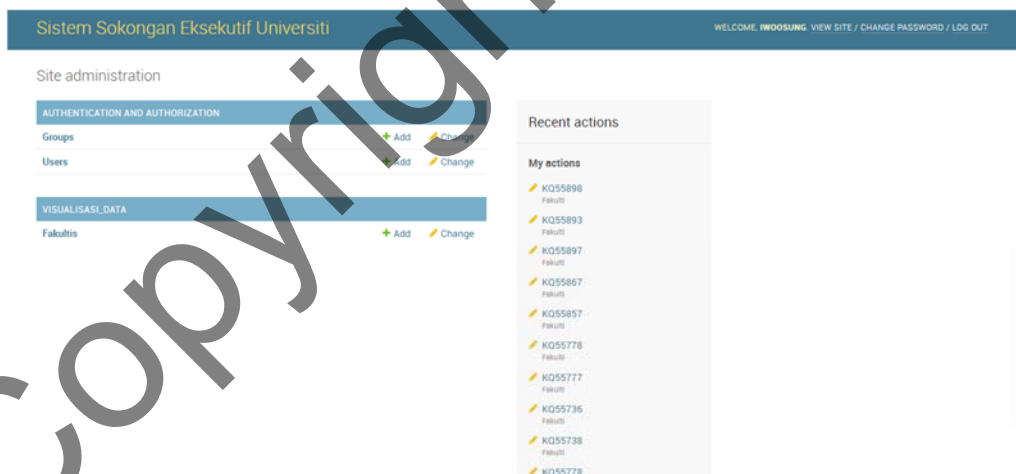 Sistem Sokongan Eksekutif Universiti
WELCOME, IWOOSUNG. VIEW SITE / CHANGE PASSWORD / LOG OUT
Site administration
AUTHENTICATION AND AUTHORIZATION
Groups + Add Change
Users + Add Change
VISUALISASI_DATA
Fakultis + Add Change
Recent actions
My actions
KQ55898
Fakulti
KQ55893
Fakulti
KQ55897
Fakulti
KQ55867
Fakulti
KQ55857
Fakulti
KQ55778
Fakulti
KQ55777
Fakulti
KQ55736
Fakulti
KQ55738
Fakulti
KQ55778
Copyrigh